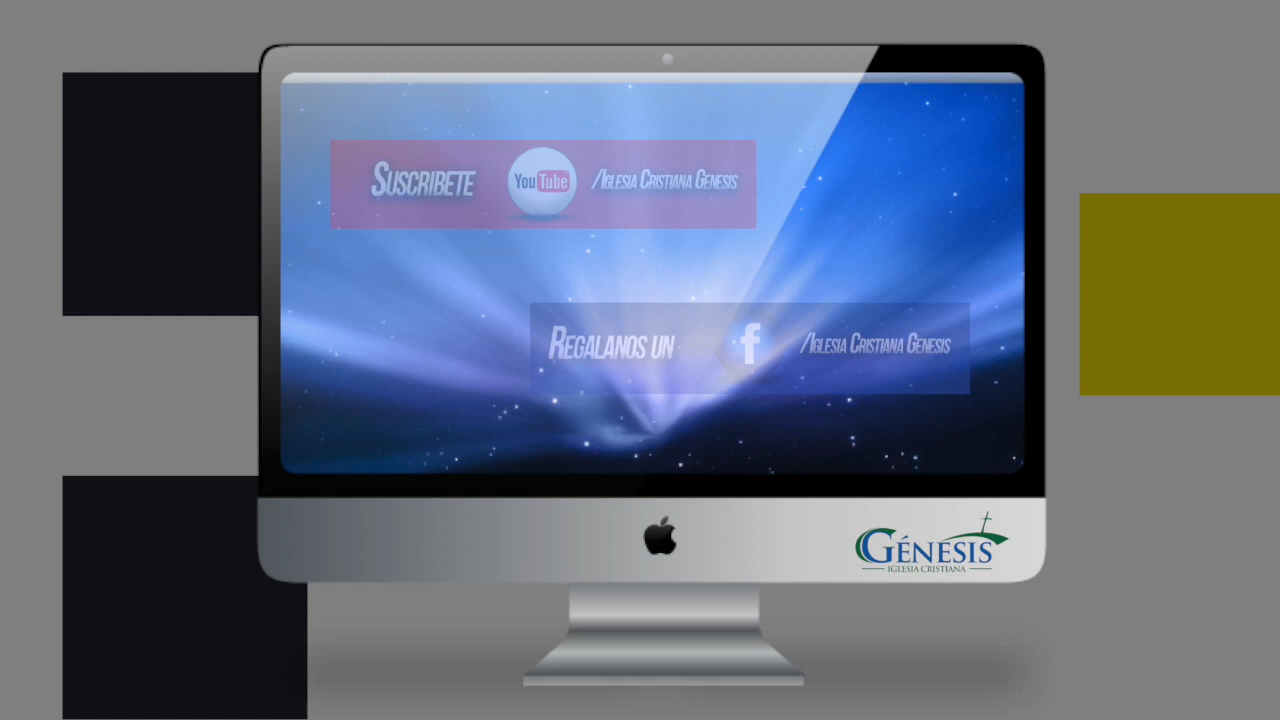 SUSCRIBETE YouTube /IGLESIA CRISTIANA GENESIS
REGALANOS UN f /IGLESIA CRISTIANA GENESIS
GÉNESIS
IGLESIA CRISTIANA